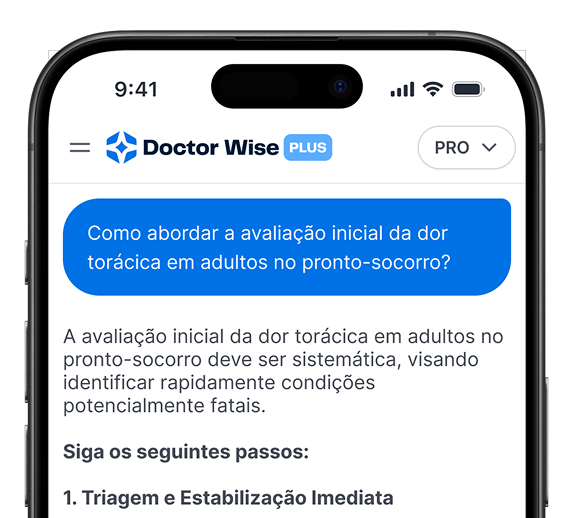 9:41
Doctor Wise PLUS
PRO
Como abordar a avaliação inicial da dor
torácica em adultos no pronto-socorro?
A avaliação inicial da dor torácica em adultos no
pronto-socorro deve ser sistemática, visando
identificar rapidamente condições
potencialmente fatais.
Siga os seguintes passos:
1. Triagem e Estabilização Imediata